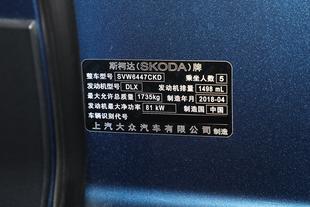 斯柯达(SKODA)牌
整车型号 SVW6447CKD 乘坐人数 5
发动机型号 DLX 发动机排量 1498 mL
最大允许总质量 1735kg 制造年月 2018-04
发动机最大净功率 81 kW 制造国 中国
车辆识别代号
上汽大众汽车有限公司 制造